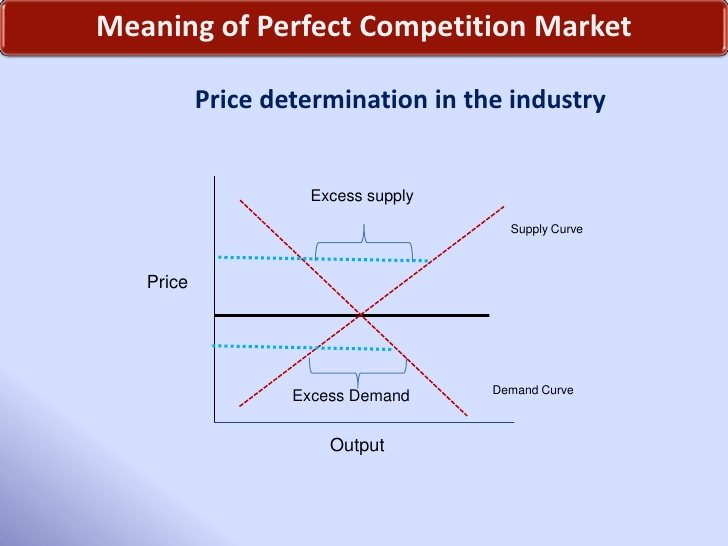 Meaning of Perfect Competition Market
Price determination in the industry
Excess supply
Supply Curve
Price
Excess Demand
Demand Curve
Output